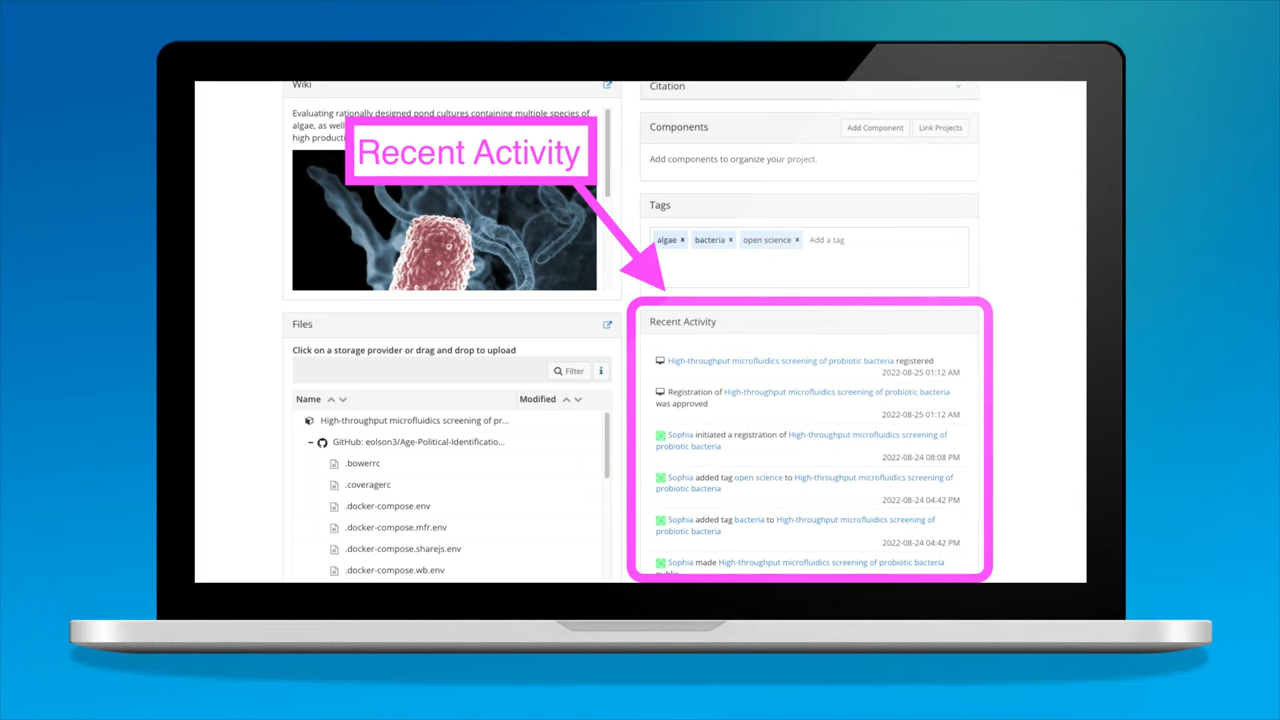 Wiki
Evaluating rationally designed pond cultures containing multiple species of
algae, as well
high producti
Recent Activity
Files
Click on a storage provider or drag and drop to upload
Filter
Name
Modified
High-throughput microfluidics screening of pr...
GitHub: eolson3/Age-Political-Identificatio...
.bowerrc
.coveragerc
.docker-compose.env
.docker-compose.mfr.env
.docker-compose.sharejs.env
.docker-compose.wb.env
Citation
Components
Add Component
Link Projects
Add components to organize your project.
Tags
algae x bacteria x open science x Add a tag
Recent Activity
High-throughput microfluidics screening of probiotic bacteria registered
2022-08-25 01:12 AM
Registration of High-throughput microfluidics screening of probiotic bacteria
was approved
2022-08-25 01:12 AM
Sophia initiated a registration of High-throughput microfluidics screening of
probiotic bacteria
2022-08-24 08:08 PM
Sophia added tag open science to High-throughput microfluidics screening of
probiotic bacteria
2022-08-24 04:42 PM
Sophia added tag bacteria to High-throughput microfluidics screening of
probiotic bacteria
2022-08-24 04:42 PM
Sophia made High-throughput microfluidics screening of probiotic bacteria